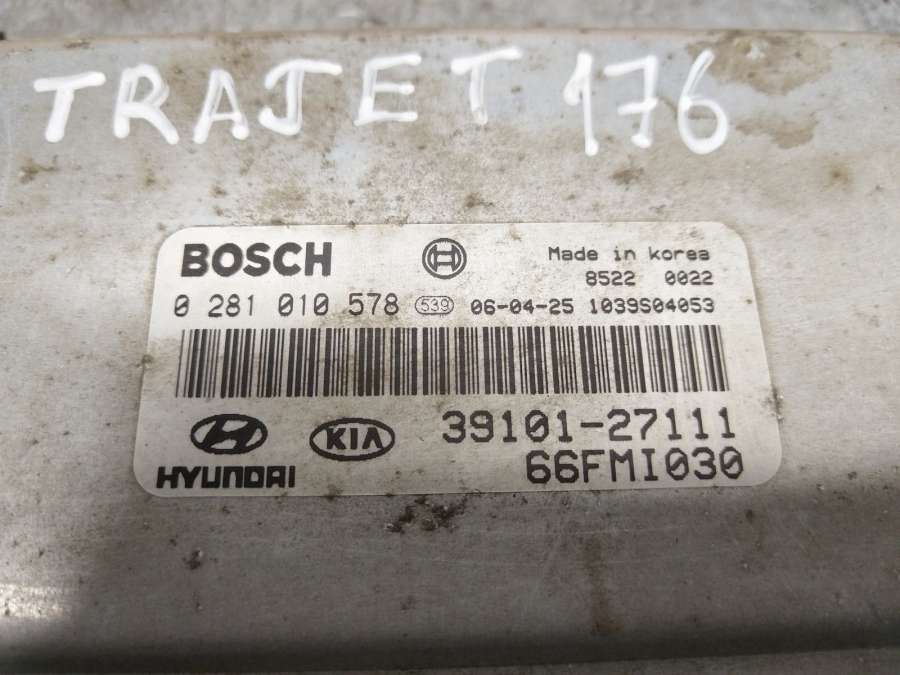 TRAJET 176
BOSCH
Made in korea
8522 0022
0 281 010 578 539 06-04-25 1039S04053
39101-27111
HYUNDAI KIA 66FMI030